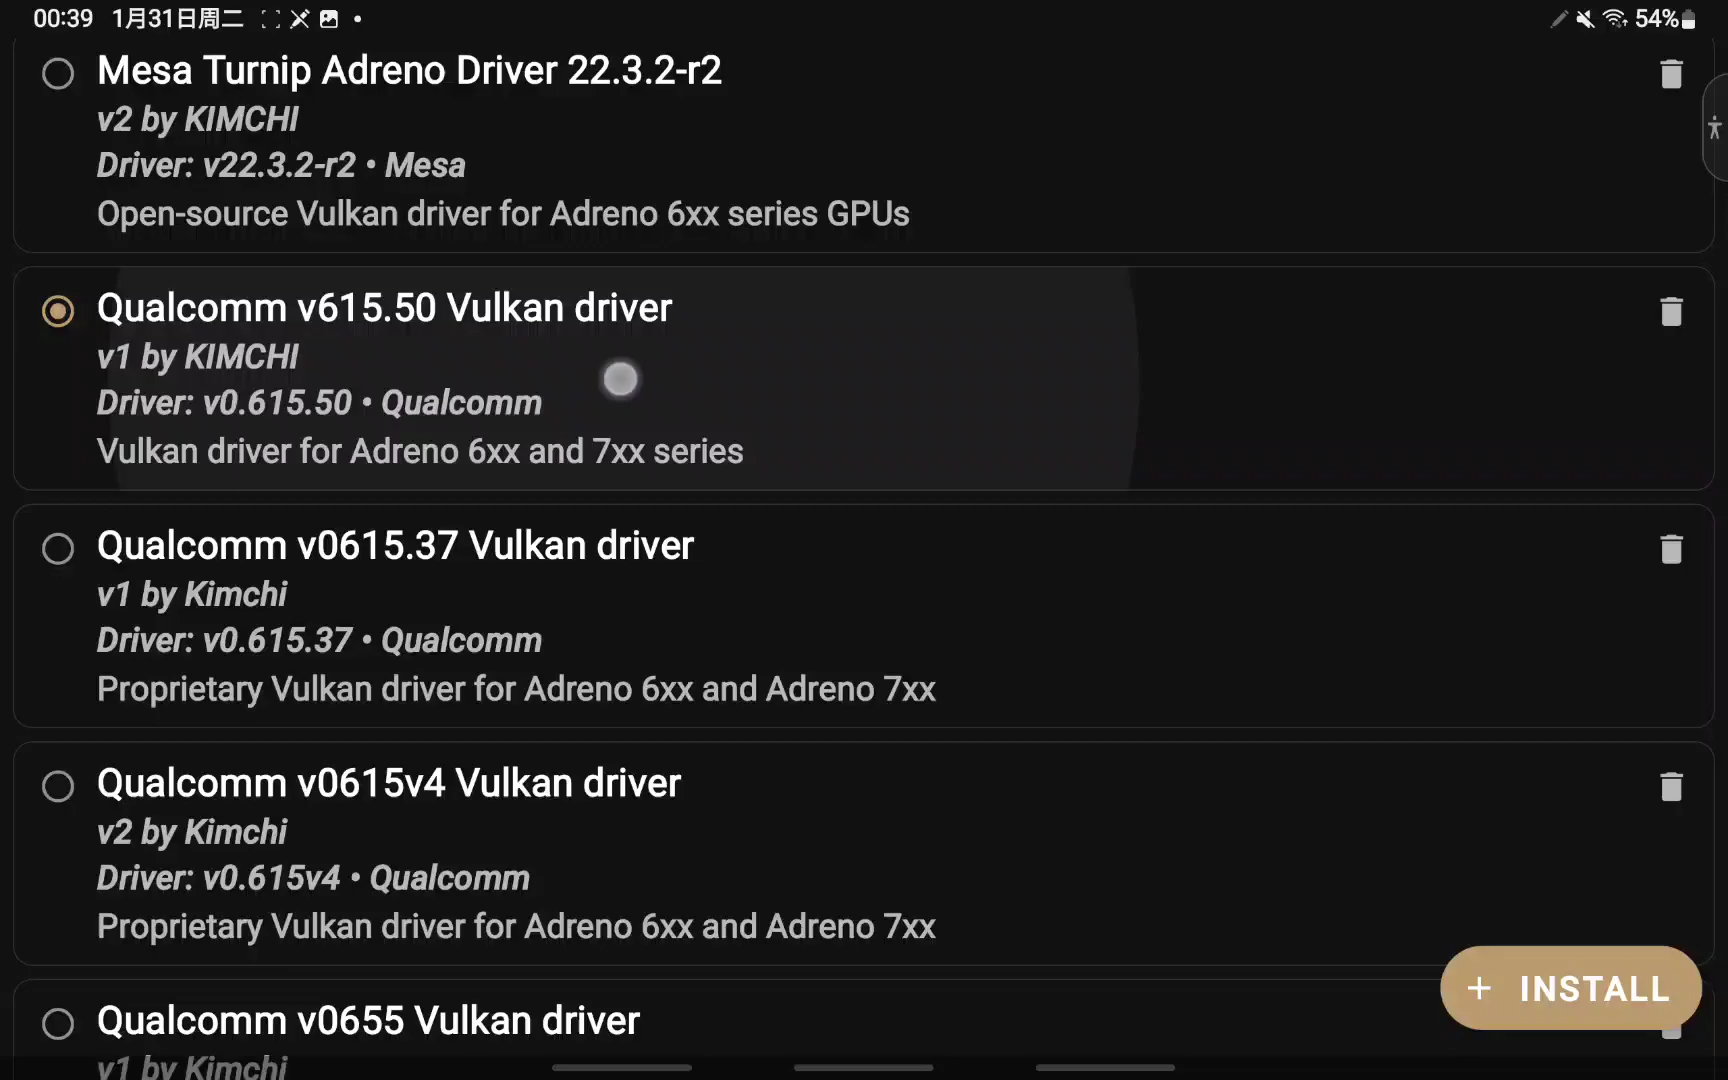 00:39 1月31日周二 54%
Mesa Turnip Adreno Driver 22.3.2-r2
v2 by KIMCHI
Driver: v22.3.2-r2 • Mesa
Open-source Vulkan driver for Adreno 6xx series GPUs
Qualcomm v615.50 Vulkan driver
v1 by KIMCHI
Driver: v0.615.50 • Qualcomm
Vulkan driver for Adreno 6xx and 7xx series
Qualcomm v0615.37 Vulkan driver
v1 by Kimchi
Driver: v0.615.37 • Qualcomm
Proprietary Vulkan driver for Adreno 6xx and Adreno 7xx
Qualcomm v0615v4 Vulkan driver
v2 by Kimchi
Driver: v0.615v4 • Qualcomm
Proprietary Vulkan driver for Adreno 6xx and Adreno 7xx
+ INSTALL
Qualcomm v0655 Vulkan driver
v1 by Kimchi